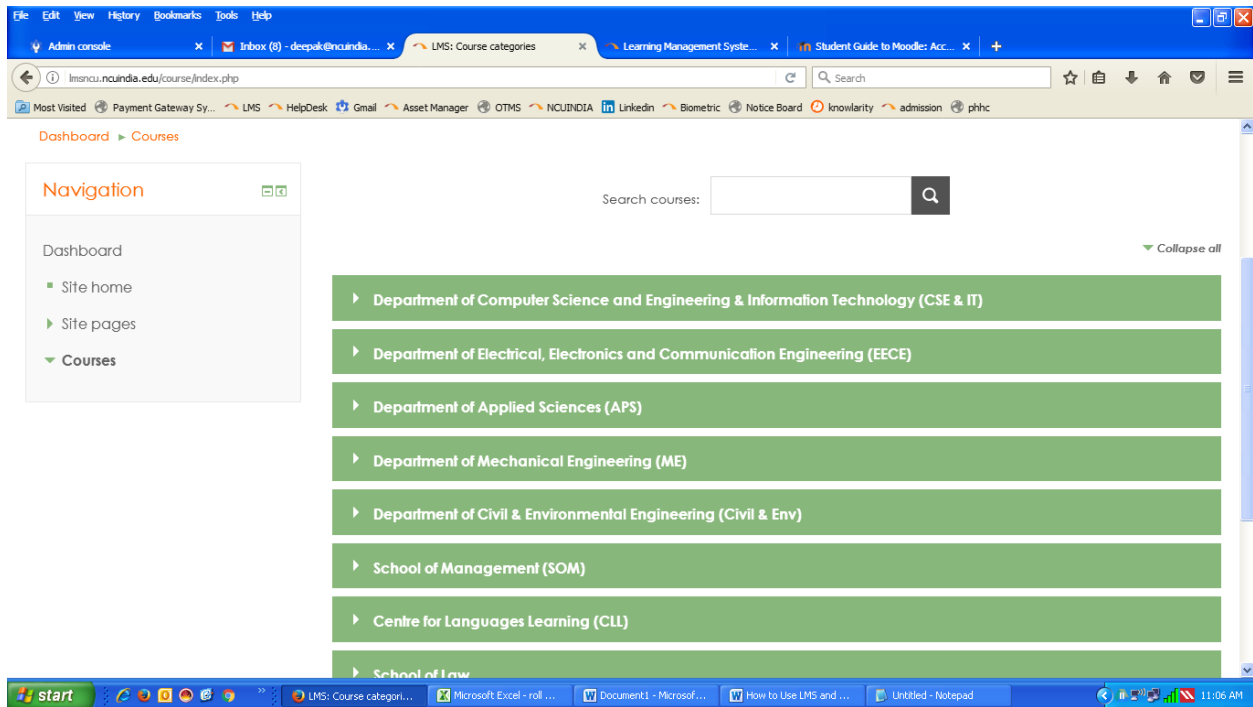 File Edit View History Bookmarks Tools Help
Admin console
Inbox (8) - deepak@ncuindia....
LMS: Course categories
Learning Management Syste...
Student Guide to Moodle: Acc...
lmsncu.ncuindia.edu/course/index.php
Search
Most Visited Payment Gateway Sy... LMS HelpDesk Gmail Asset Manager OTMS NCUINDIA Linkedin Biometric Notice Board knowlarity admission phhc
Dashboard ► Courses
Navigation
Search courses:
Dashboard
Collapse all
Site home
Site pages
Courses
Department of Computer Science and Engineering & Information Technology (CSE & IT)
Department of Electrical, Electronics and Communication Engineering (EECE)
Department of Applied Sciences (APS)
Department of Mechanical Engineering (ME)
Department of Civil & Environmental Engineering (Civil & Env)
School of Management (SOM)
Centre for Languages Learning (CLL)
School of Law
start
LMS: Course categori...
Microsoft Excel - roll ...
Document1 - Microsof...
How to Use LMS and ...
Untitled - Notepad
11:06 AM